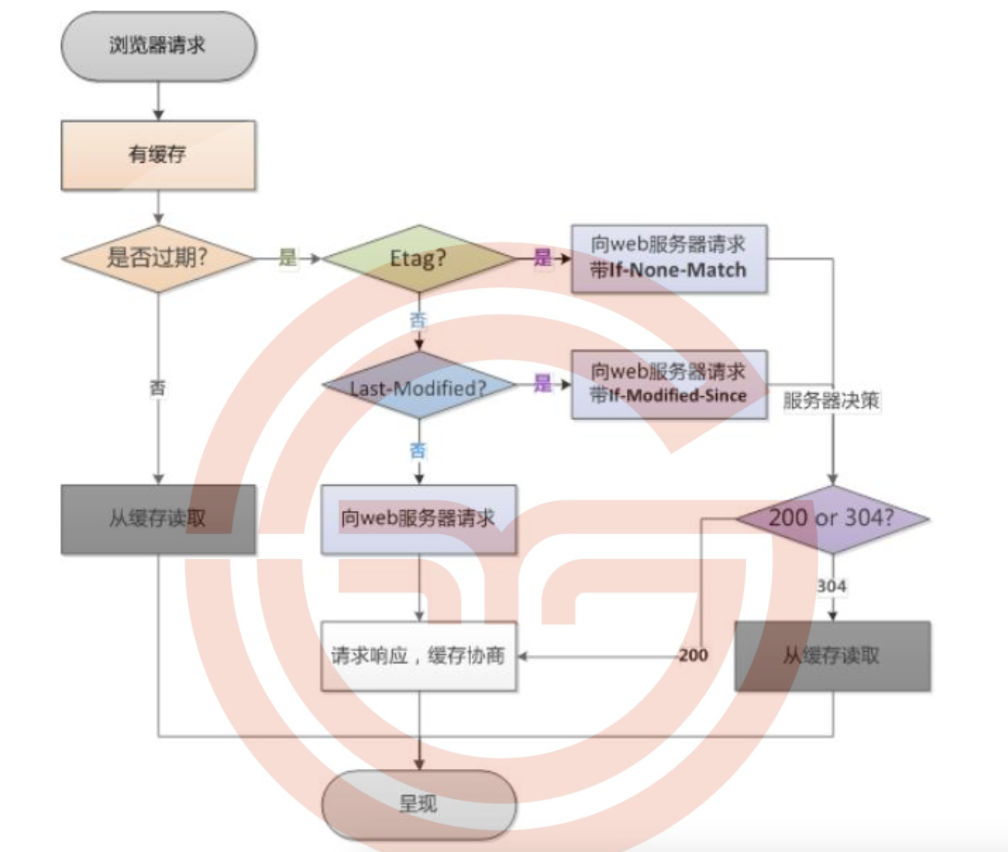 浏览器请求
有缓存
是否过期?
是
Etag?
是
向web服务器请求
带If-None-Match
否
否
Last-Modified?
是
向web服务器请求
带If-Modified-Since
服务器决策
否
从缓存读取
向web服务器请求
200 or 304?
304
请求响应，缓存协商
200
从缓存读取
呈现